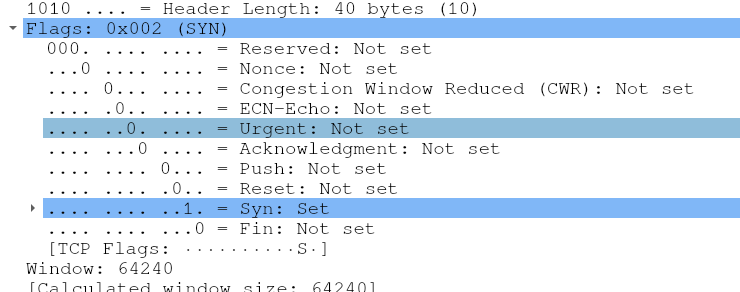 1010 .... = Header Length: 40 bytes (10)
Flags: 0x002 (SYN)
000. .... .... = Reserved: Not set
...0 .... .... = Nonce: Not set
.... 0... .... = Congestion Window Reduced (CWR): Not set
.... .0.. .... = ECN-Echo: Not set
.... ..0. .... = Urgent: Not set
.... ...0 .... = Acknowledgment: Not set
.... .... 0... = Push: Not set
.... .... .0.. = Reset: Not set
.... .... ..1. = Syn: Set
.... .... ...0 = Fin: Not set
[TCP Flags: ··········S·]
Window: 64240
[Calculated window size: 64240]